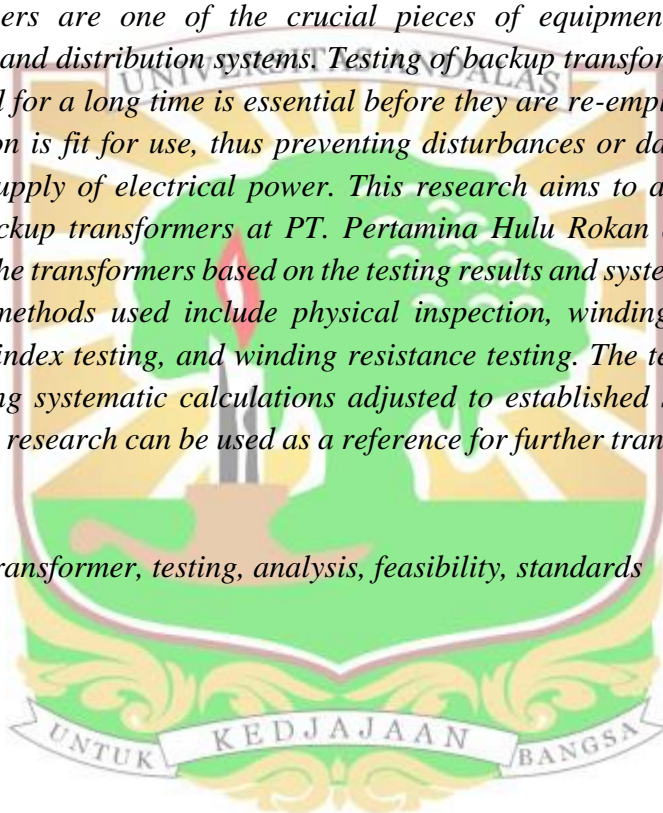 ers are one of the crucial pieces of equipmen
and distribution systems. Testing of backup transfor
UNIVERSITAS ANDALAS
l for a long time is essential before they are re-empl
on is fit for use, thus preventing disturbances or da
upply of electrical power. This research aims to a
ckup transformers at PT. Pertamina Hulu Rokan
he transformers based on the testing results and system
methods used include physical inspection, winding
index testing, and winding resistance testing. The te
ng systematic calculations adjusted to established
research can be used as a reference for further tran
ransformer, testing, analysis, feasibility, standards
UNTUK KEDJAJAAN BANGSA